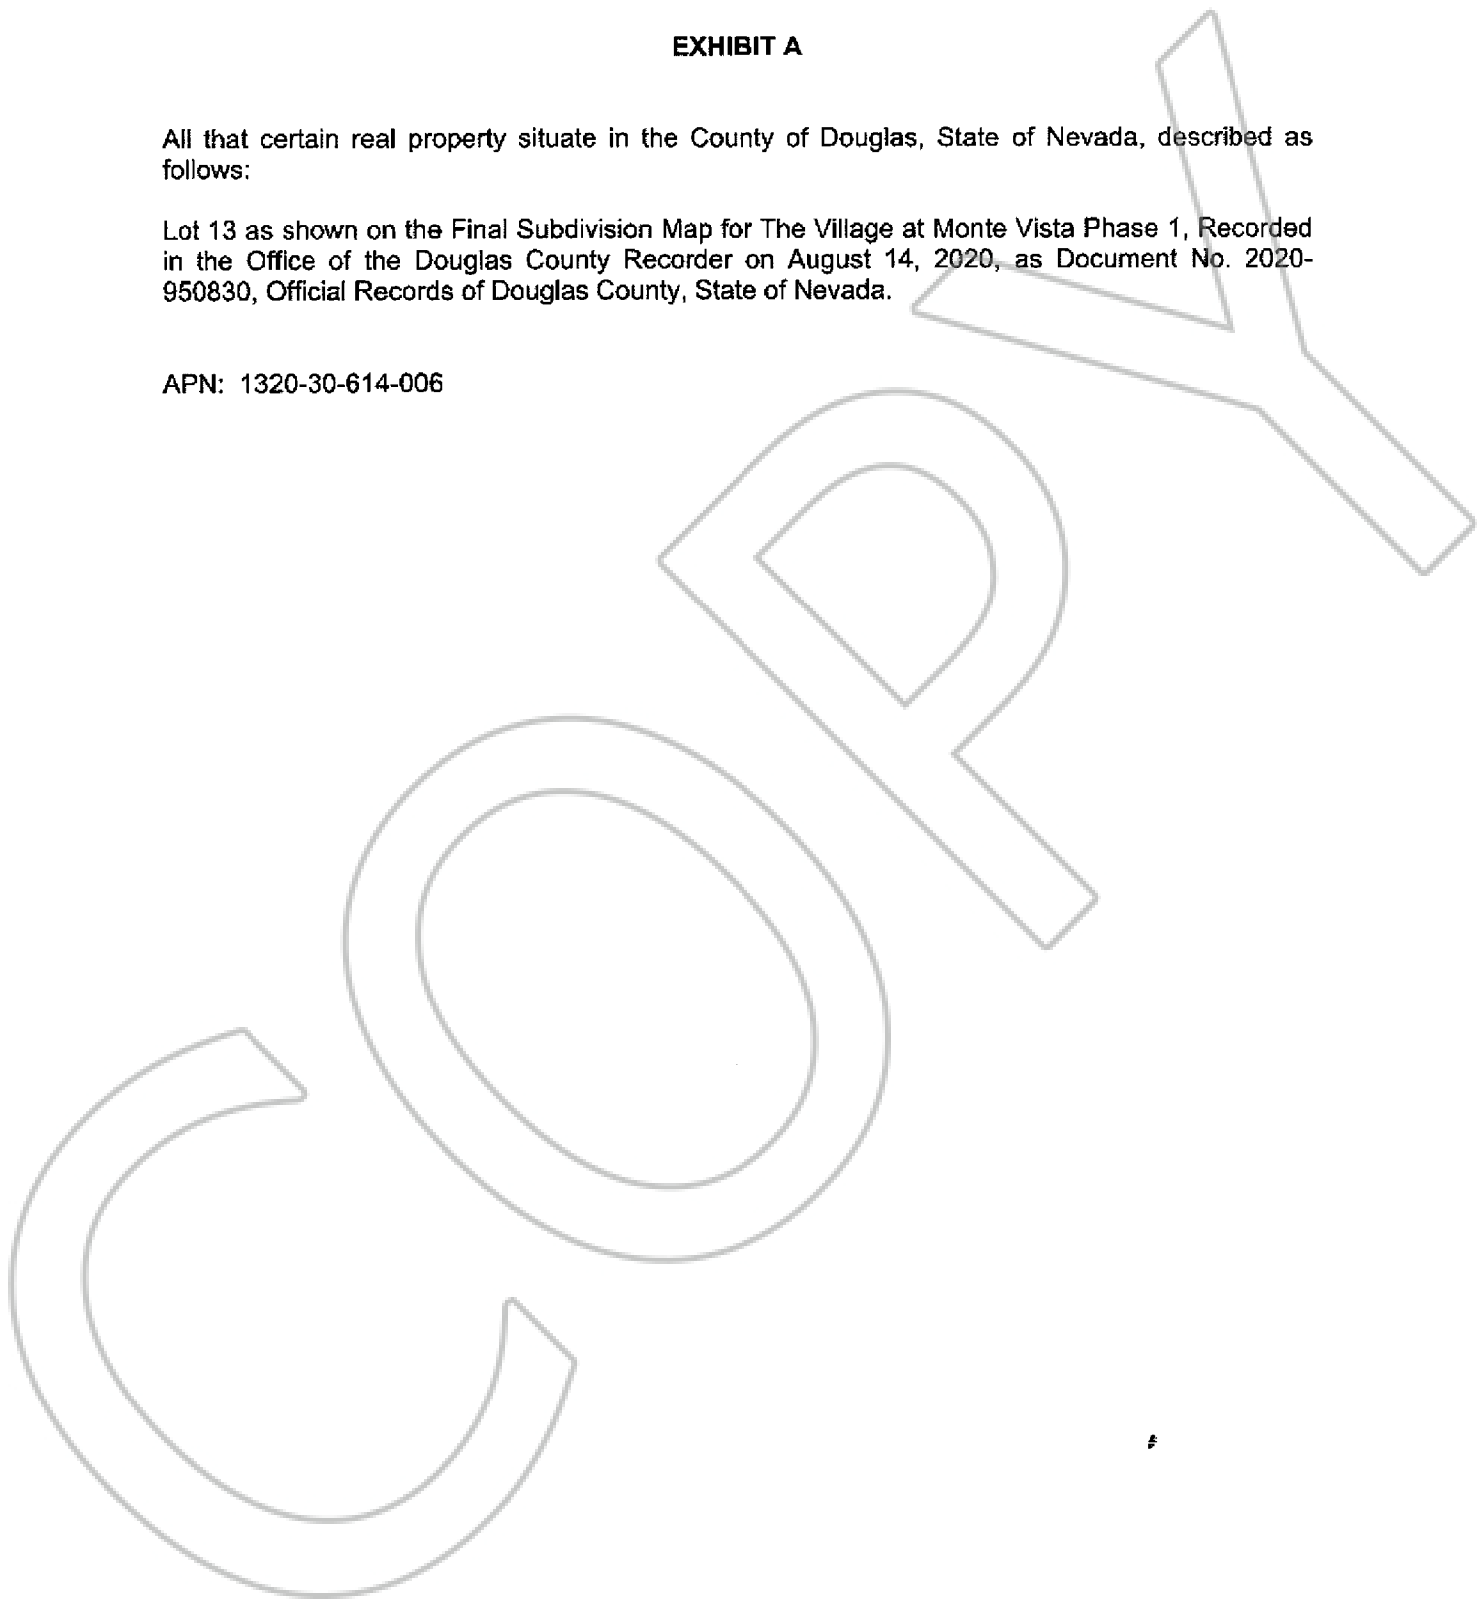 EXHIBIT A
All that certain real property situate in the County of Douglas, State of Nevada, described as
follows:
Lot 13 as shown on the Final Subdivision Map for The Village at Monte Vista Phase 1, Recorded
in the Office of the Douglas County Recorder on August 14, 2020, as Document No. 2020-
950830, Official Records of Douglas County, State of Nevada.
APN: 1320-30-614-006
COPY